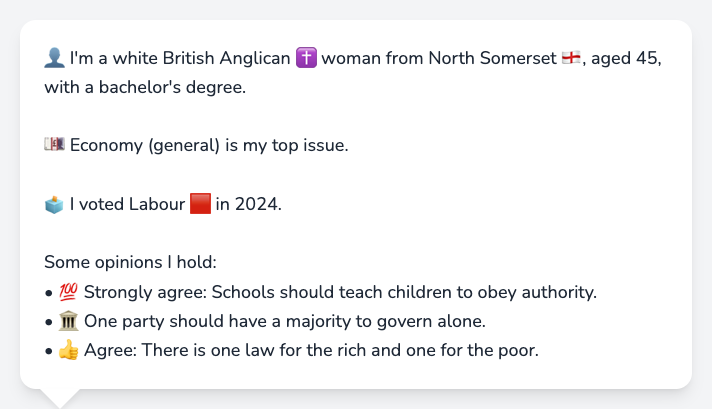 👤 I'm a white British Anglican ✝️ woman from North Somerset 🏴󠁧󠁢󠁥󠁮󠁧󠁿, aged 45,
with a bachelor's degree.
💷 Economy (general) is my top issue.
🗳️ I voted Labour 🟥 in 2024.
Some opinions I hold:
• 💯 Strongly agree: Schools should teach children to obey authority.
• 🏛️ One party should have a majority to govern alone.
• 👍 Agree: There is one law for the rich and one for the poor.